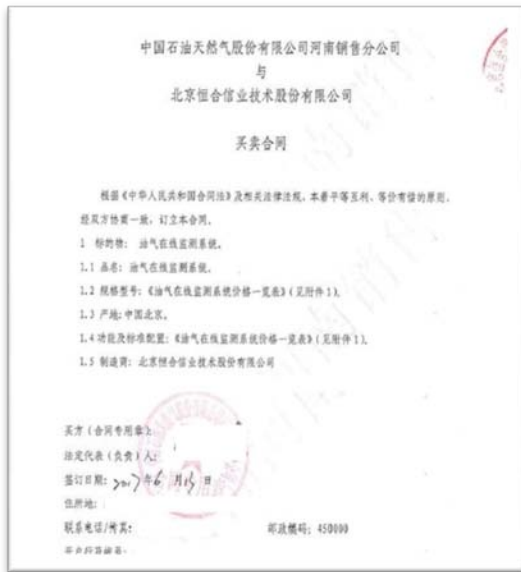 中国石油天然气股份有限公司河南销售分公司
与
北京恒合信业技术股份有限公司
买卖合同
根据《中华人民共和国合同法》及相关法律法规，本着平等互利、等价有偿的原则，
经双方协商一致，订立本合同。
1 标的物： 油气在线监测系统。
1.1 品名：油气在线监测系统。
1.2 规格型号：《油气在线监测系统价格一览表》（见附件1）。
1.3 产地：中国北京。
1.4 功能及标准配置：《油气在线监测系统价格一览表》（见附件1）。
1.5 制造商：北京恒合信业技术股份有限公司
买方（合同专用章）：
法定代表（负责）人：
签订日期：2017年6月13日
住所地：
联系电话/传真： 邮政编码：450000